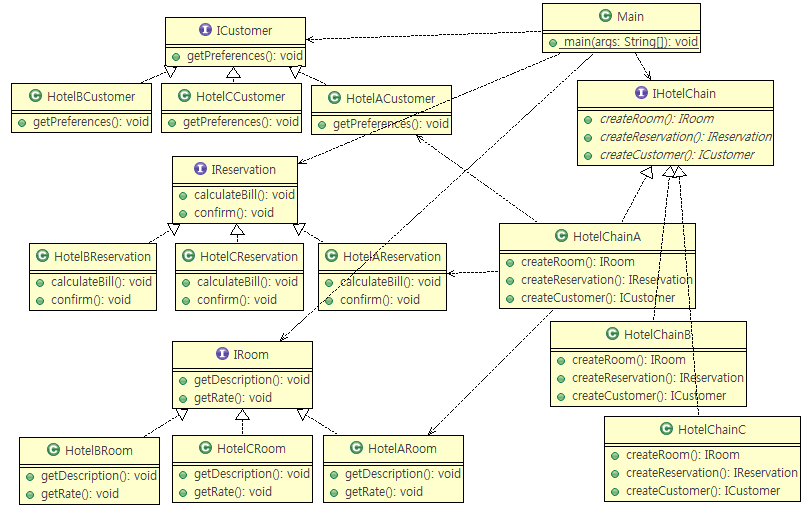 ICustomer
getPreferences(): void
Main
main(args: String[]): void
HotelBCustomer
getPreferences(): void
HotelCCustomer
getPreferences(): void
HotelACustomer
getPreferences(): void
IHotelChain
createRoom(): IRoom
createReservation(): IReservation
createCustomer(): ICustomer
IReservation
calculateBill(): void
confirm(): void
HotelBReservation
calculateBill(): void
confirm(): void
HotelCReservation
calculateBill(): void
confirm(): void
HotelAReservation
calculateBill(): void
confirm(): void
HotelChainA
createRoom(): IRoom
createReservation(): IReservation
createCustomer(): ICustomer
HotelChainB
createRoom(): IRoom
createReservation(): IReservation
createCustomer(): ICustomer
IRoom
getDescription(): void
getRate(): void
HotelBRoom
getDescription(): void
getRate(): void
HotelCRoom
getDescription(): void
getRate(): void
HotelARoom
getDescription(): void
getRate(): void
HotelChainC
createRoom(): IRoom
createReservation(): IReservation
createCustomer(): ICustomer